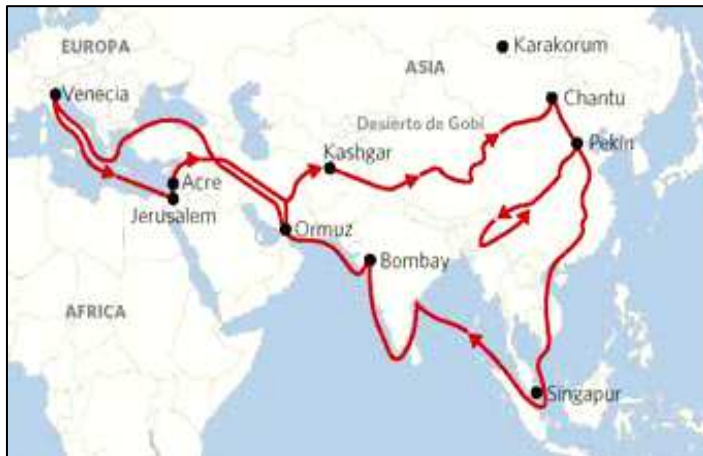 EUROPA
Karakorum
ASIA
Venecia
Chantu
Desierto de Gobi
Pekín
Kashgar
Acre
Jerusalem
Ormuz
Bombay
AFRICA
Singapur